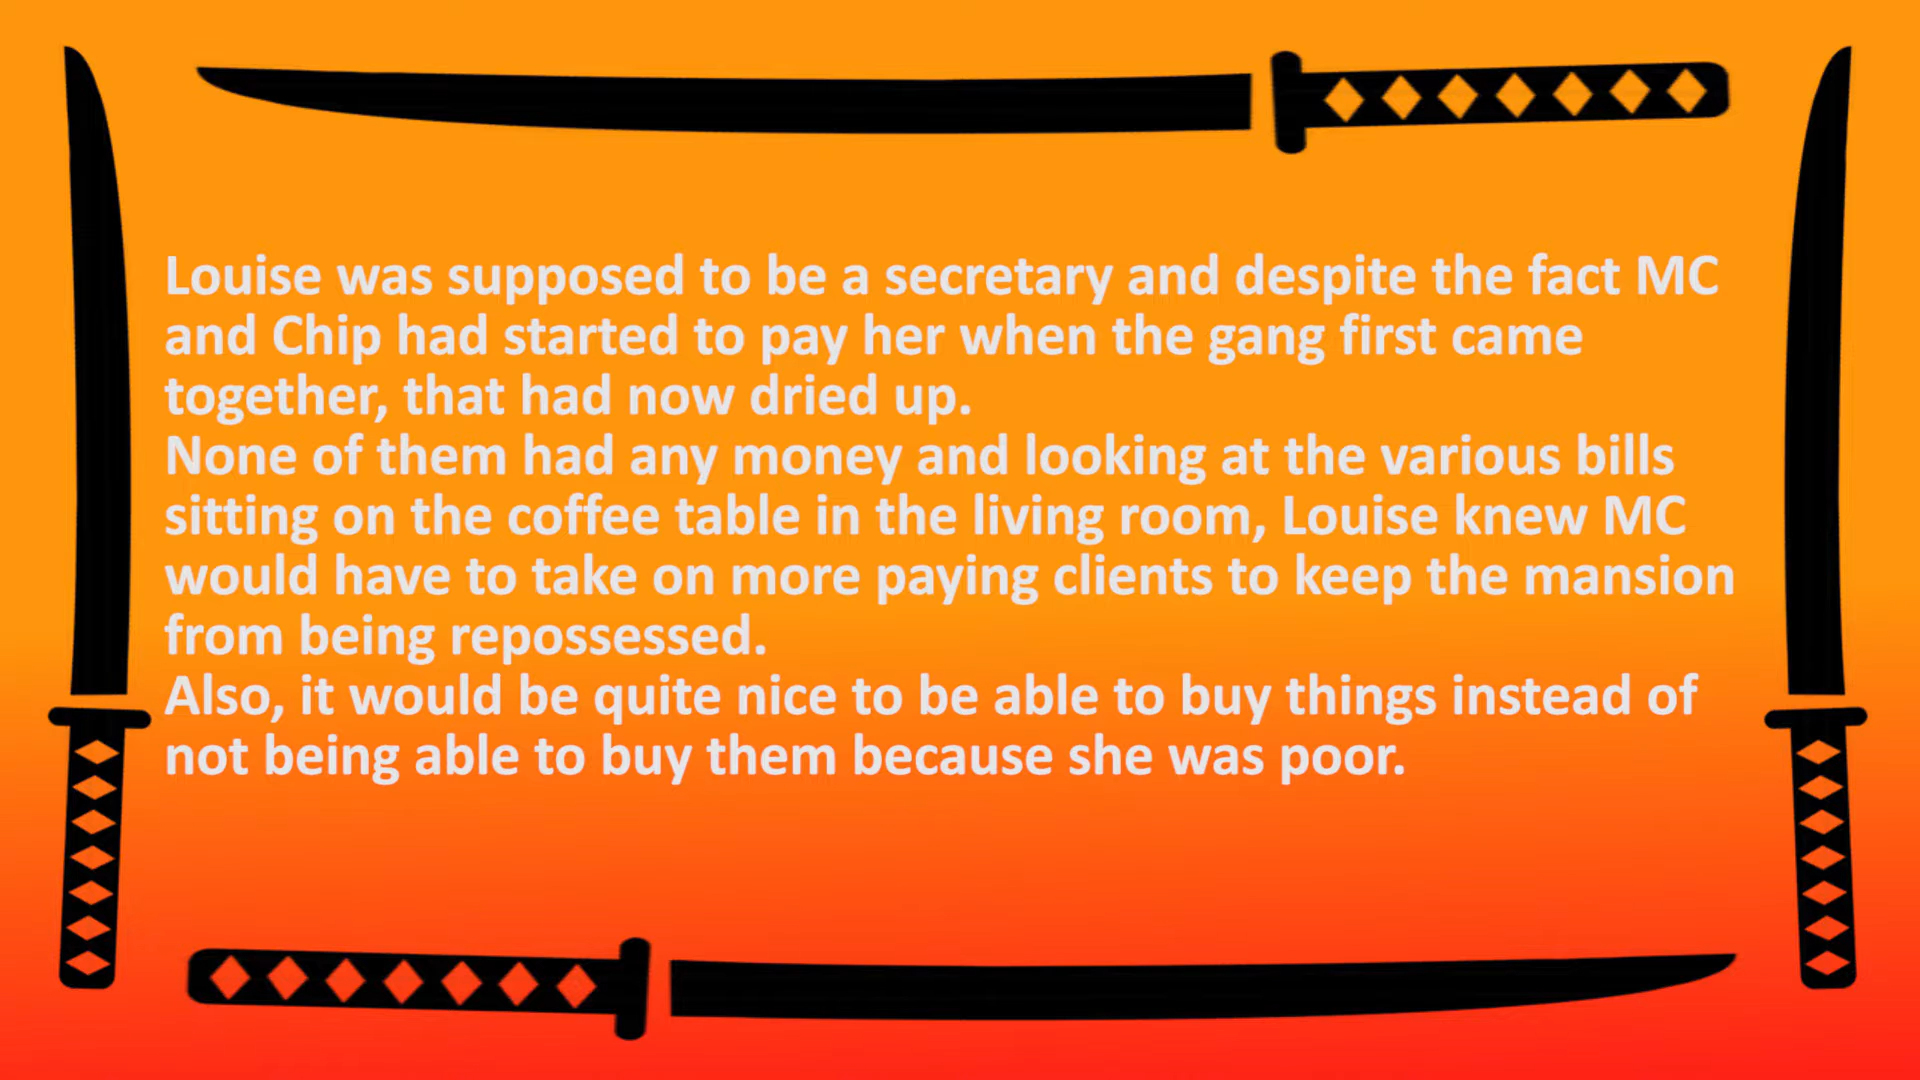 Louise was supposed to be a secretary and despite the fact MC
and Chip had started to pay her when the gang first came
together, that had now dried up.
None of them had any money and looking at the various bills
sitting on the coffee table in the living room, Louise knew MC
would have to take on more paying clients to keep the mansion
from being repossessed.
Also, it would be quite nice to be able to buy things instead of
not being able to buy them because she was poor.